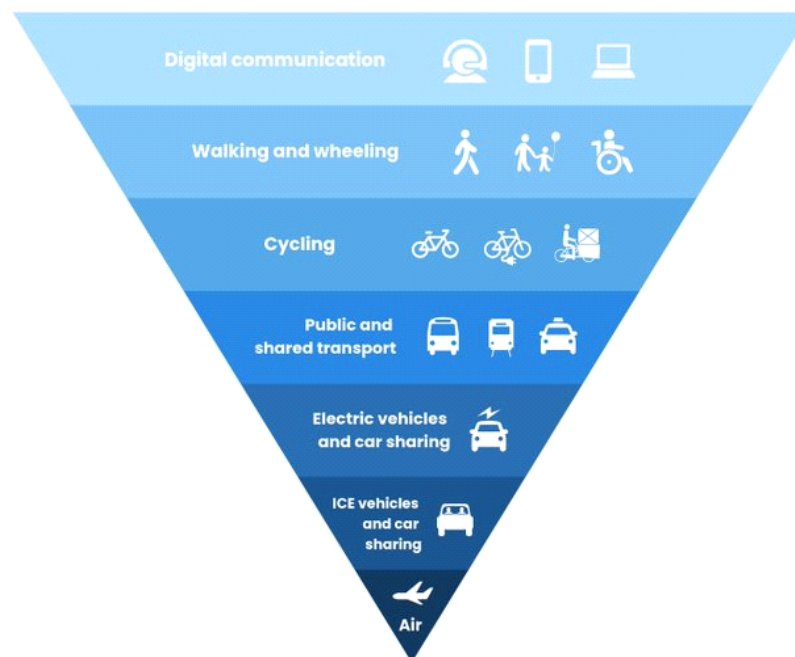 Digital communication
Walking and wheeling
Cycling
Public and
shared transport
Electric vehicles
and car sharing
ICE vehicles
and car
sharing
Air